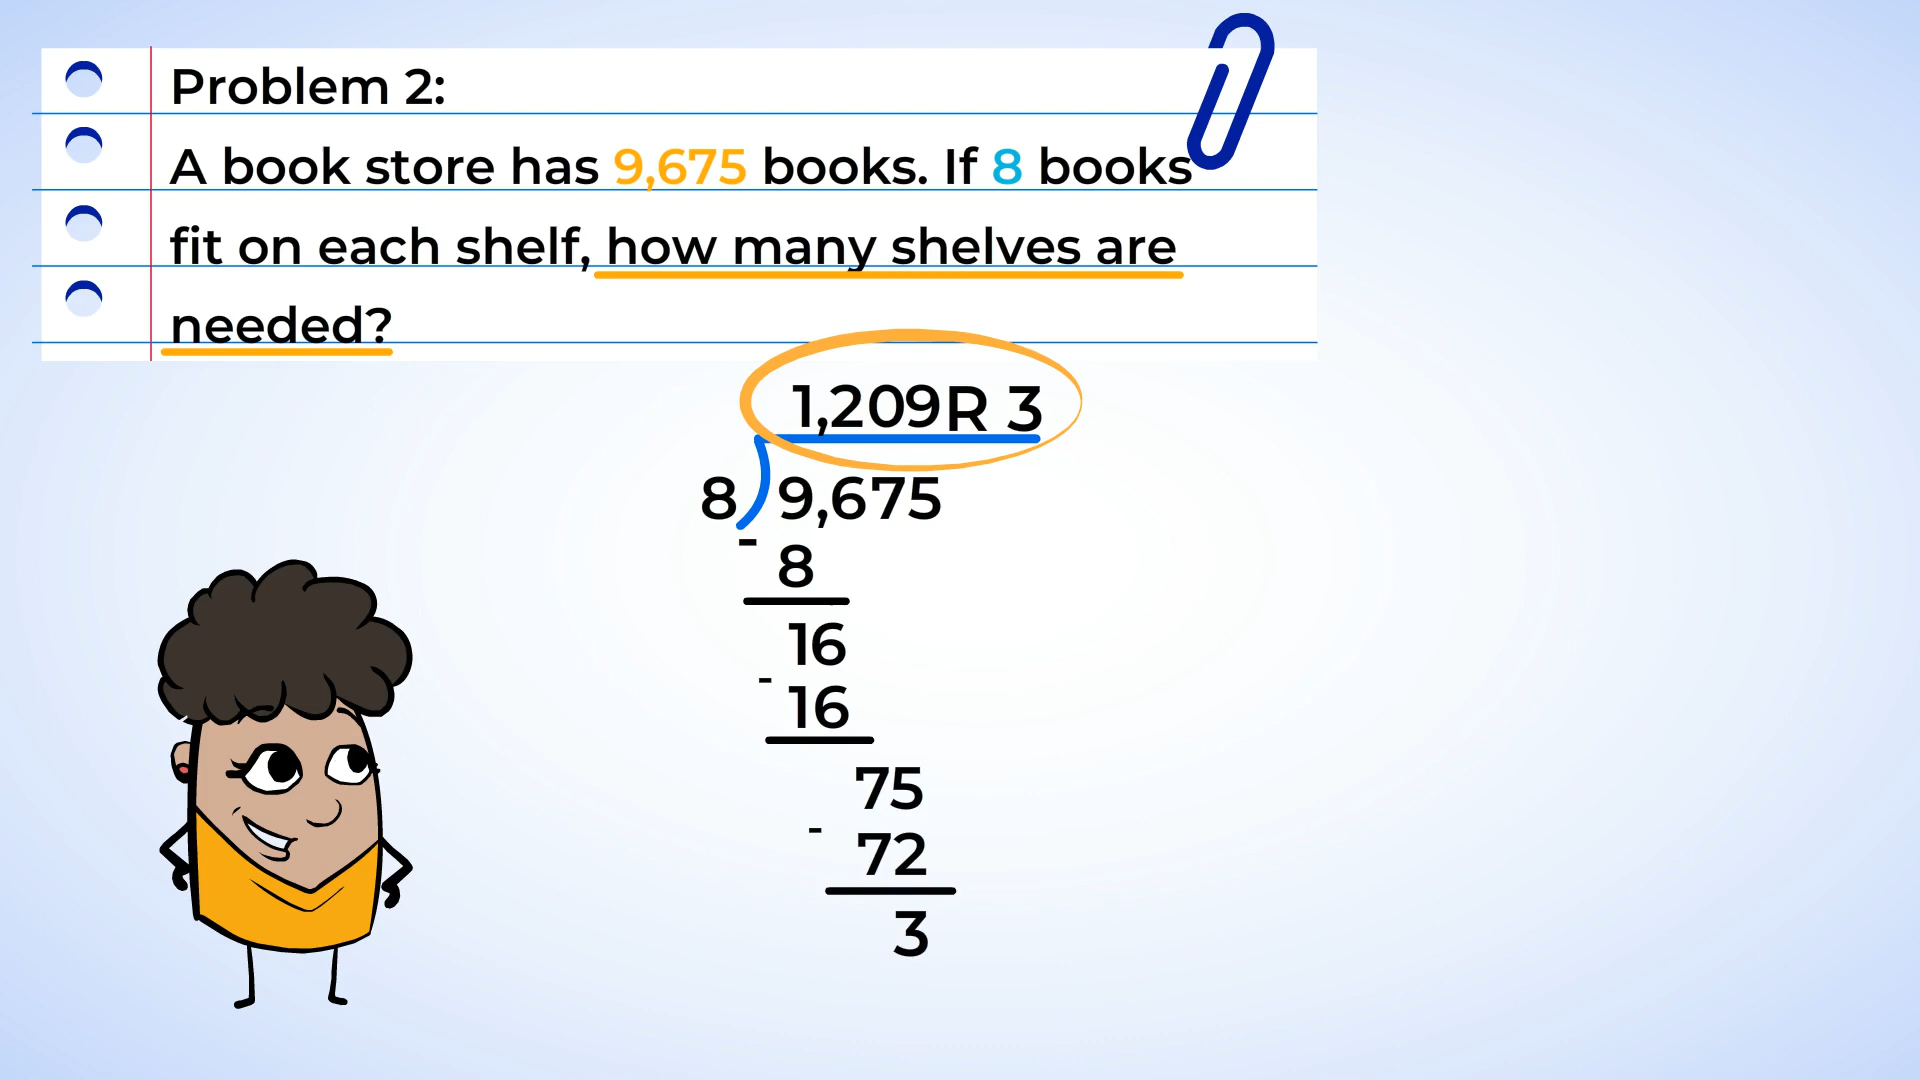 Problem 2:
A book store has 9,675 books. If 8 books
fit on each shelf, how many shelves are
needed?
1,209R 3
8 9,675
- 8
16
- 16
75
- 72
3